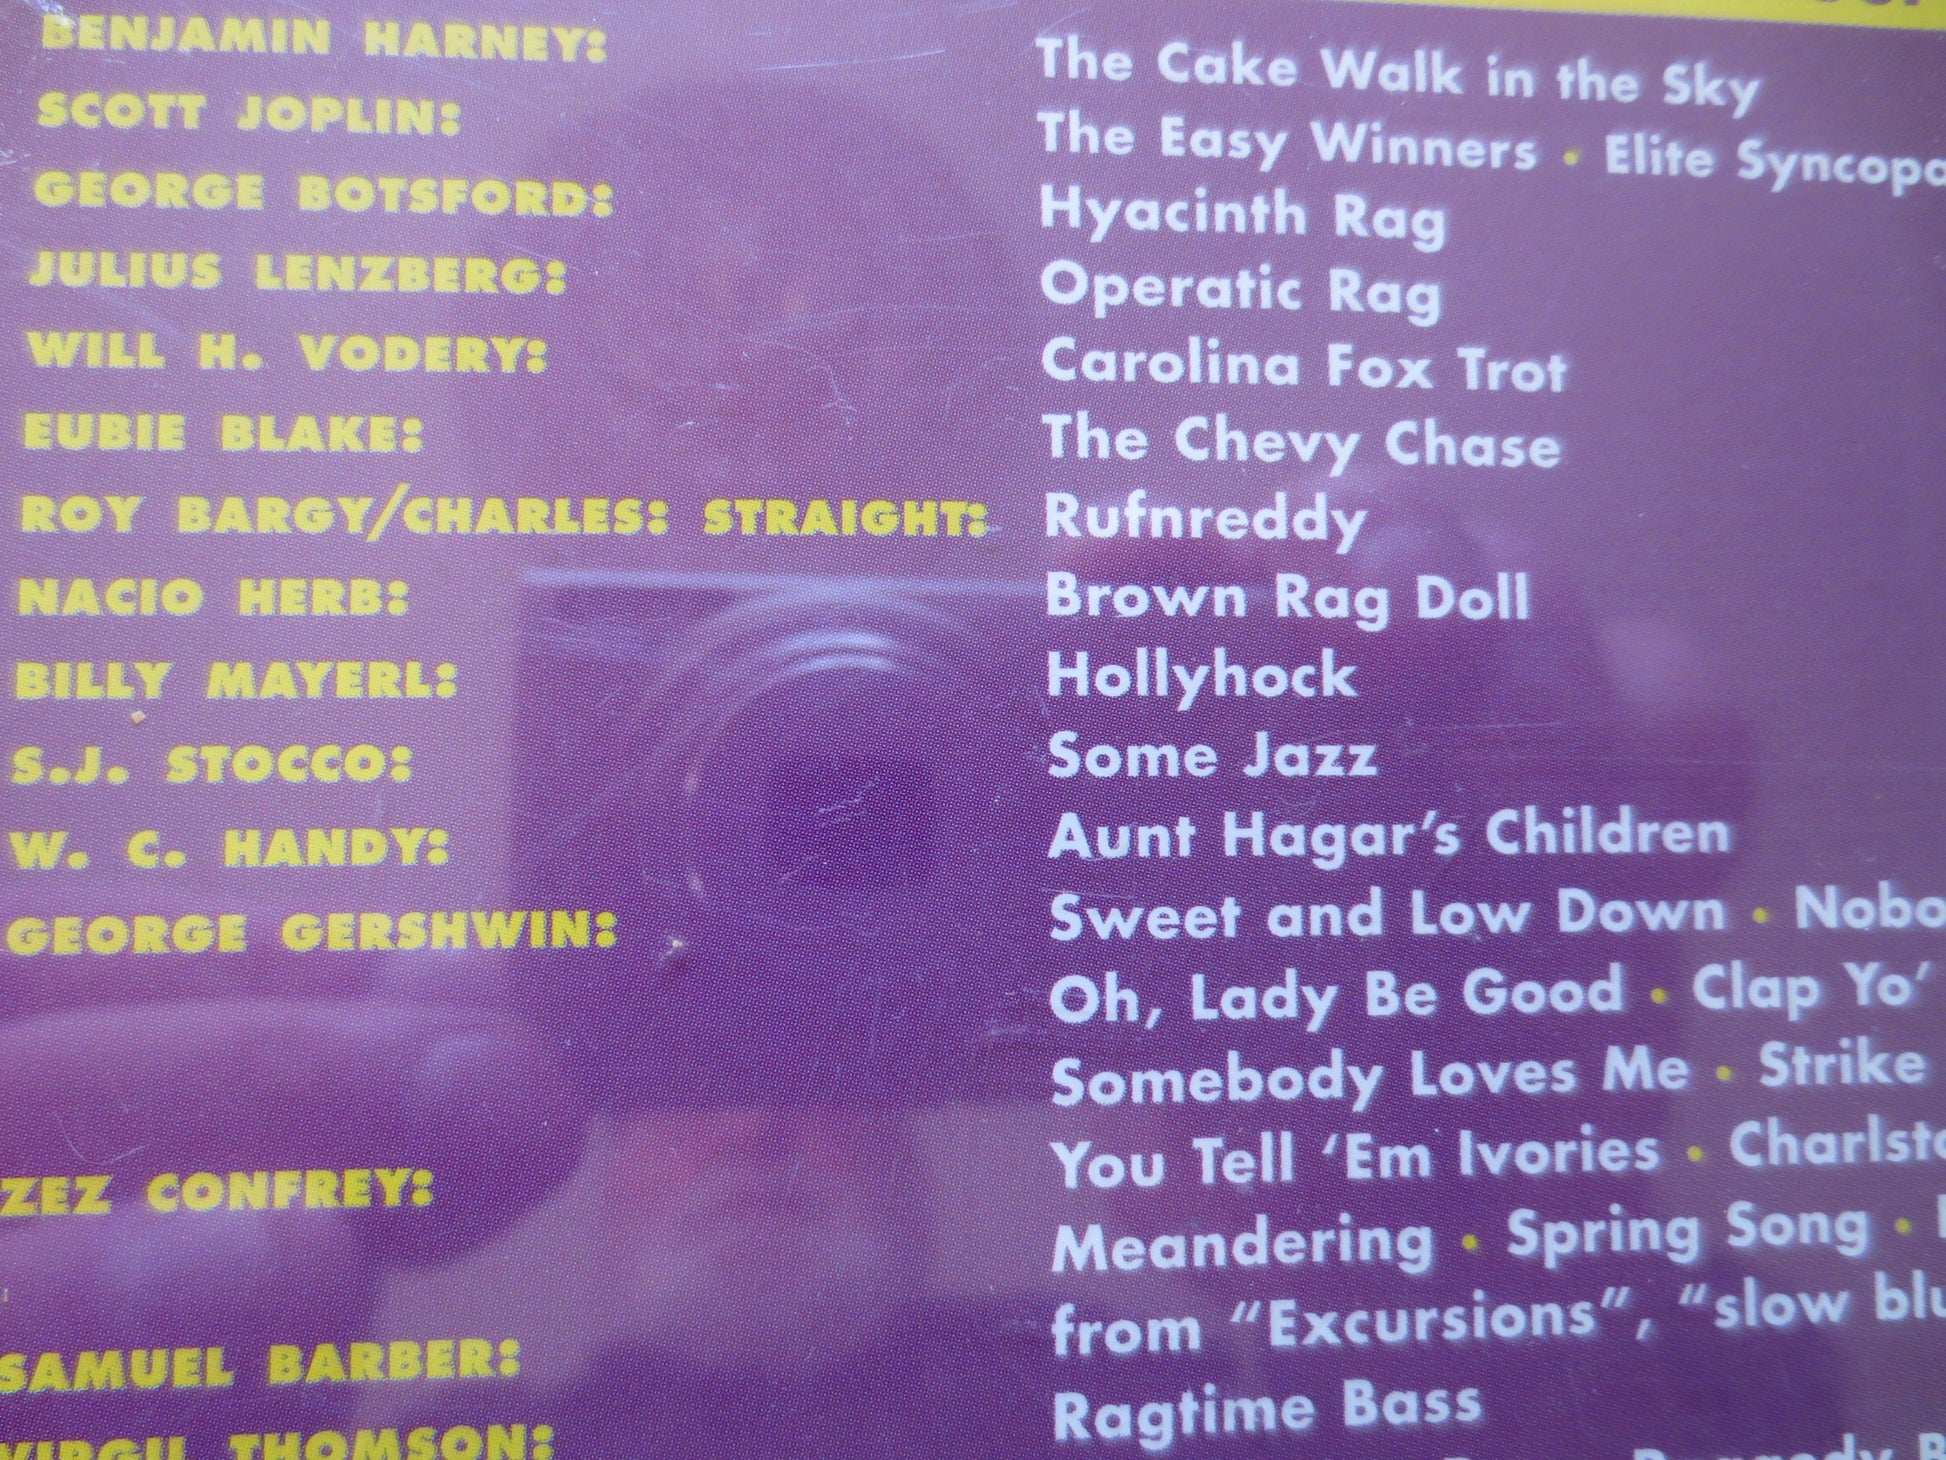 BENJAMIN HARNEY: The Cake Walk in the Sky
SCOTT JOPLIN: The Easy Winners • Elite
GEORGE BOTSFORD: Hyacinth Rag
JULIUS LENZBERG: Operatic Rag
WILL H. VODERY: Carolina Fox Trot
EUBIE BLAKE: The Chevy Chase
ROY BARGY/CHARLES: STRAIGHT: Rufnreddy
NACIO HERB: Brown Rag Doll
BILLY MAYERL: Hollyhock
S.J. STOCCO: Some Jazz
W. C. HANDY: Aunt Hagar's Children
GEORGE GERSHWIN: Sweet and Low Down •
Oh, Lady Be Good • Clap Yo'
Somebody Loves Me • Strike
ZEZ CONFREY: You Tell 'Em Ivories •
Meandering • Spring Song •
SAMUEL BARBER: from "Excursions", "slow
VIRGIL THOMSON: Ragtime Bass